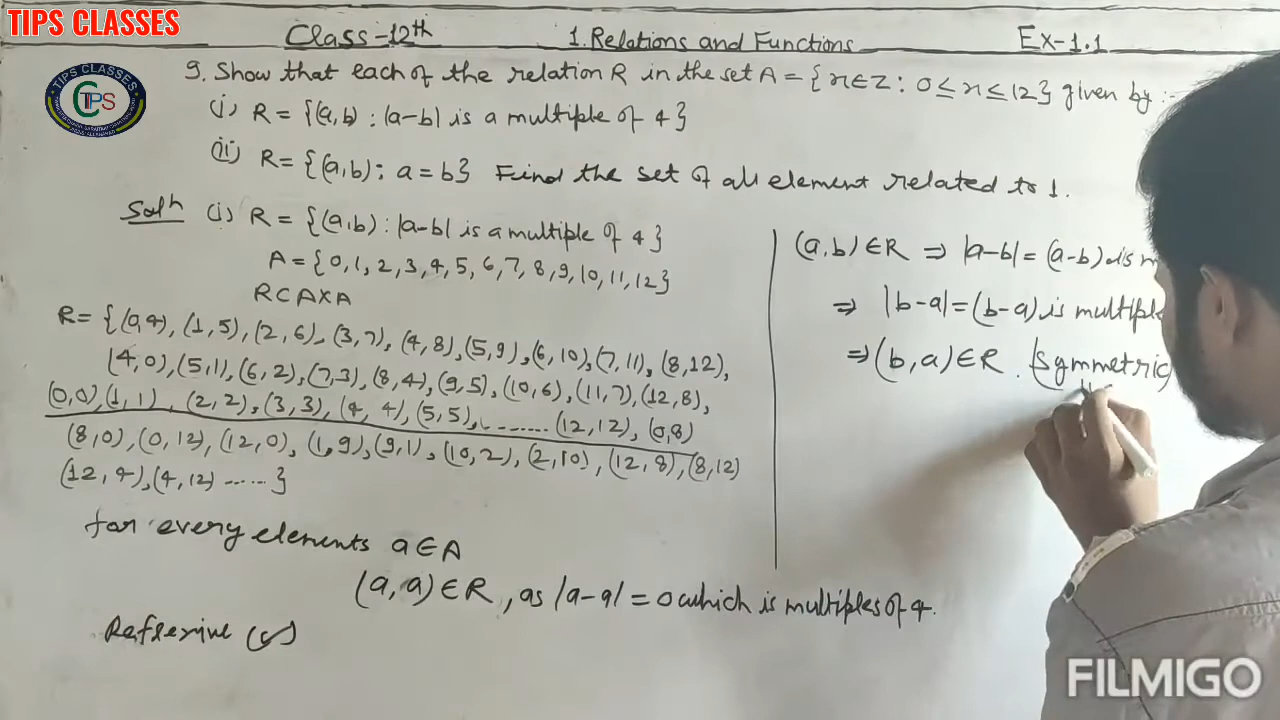 TIPS CLASSES
Class-12th 1. Relations and Functions Ex-1.1
TIPS CLASSES
TPS
9. Show that each of the relation R in the set A = {x∈Z : 0≤x≤12} given by :-
(i) R = {(a,b) : |a-b| is a multiple of 4}
(ii) R = {(a,b) : a = b} Find the set of all element related to 1.
Solⁿ (i) R = {(a,b) : |a-b| is a multiple of 4}
A = {0, 1, 2, 3, 4, 5, 6, 7, 8, 9, 10, 11, 12}
R⊂A×A
R = {(0,4), (1,5), (2,6), (3,7), (4,8), (5,9), (6,10), (7,11), (8,12),
(4,0), (5,1), (6,2), (7,3), (8,4), (9,5), (10,6), (11,7), (12,8),
(0,0), (1,1), (2,2), (3,3), (4,4), (5,5), ........ (12,12), (0,8)
(8,0), (0,12), (12,0), (1,9), (9,1), (10,2), (2,10), (12,8), (8,12)
(12,4), (4,12) ...... }
for every elements a∈A
(a,a)∈R, as |a-a| = 0 which is multiples of 4.
Reflexive (✓)
(a,b)∈R ⇒ |a-b| = (a-b) is m
⇒ |b-a| = (b-a) is multiple
⇒ (b,a)∈R. (Symmetric)
FILMIGO